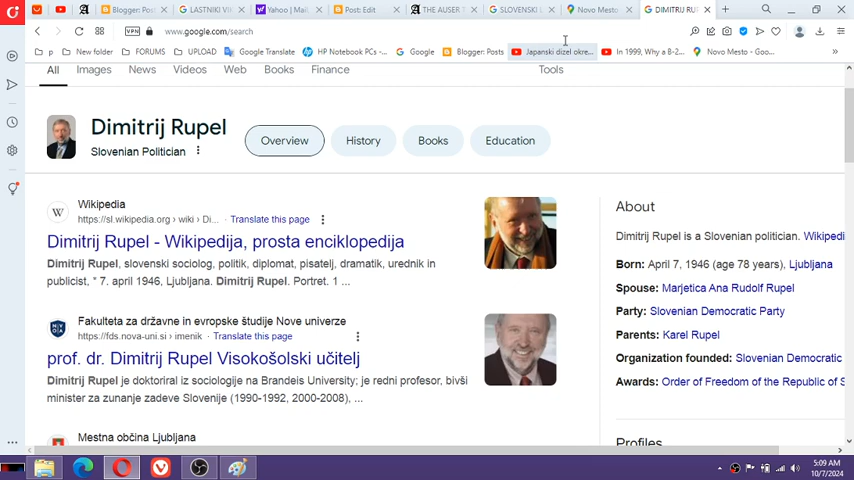 Blogger: Post
LASTNIKI VI
Yahoo | Mail
Post: Edit
THE AUSER T
SLOVENSKI L
Novo Mesto
DIMITRIJ RUP
VPN
www.google.com/search
p
New folder
FORUMS
UPLOAD
Google Translate
HP Notebook PCs -...
Google
Blogger: Posts
Japanski dizel okre...
In 1999, Why a B-2...
Novo Mesto - Goo...
All
Images
News
Videos
Web
Books
Finance
Tools
Dimitrij Rupel
Slovenian Politician
Overview
History
Books
Education
Wikipedia
https://sl.wikipedia.org › wiki › Di... · Translate this page
Dimitrij Rupel - Wikipedija, prosta enciklopedija
Dimitrij Rupel, slovenski sociolog, politik, diplomat, pisatelj, dramatik, urednik in
publicist, * 7. april 1946, Ljubljana. Dimitrij Rupel. Portret. 1 ...
Fakulteta za državne in evropske študije Nove univerze
https://fds.nova-uni.si › imenik · Translate this page
prof. dr. Dimitrij Rupel Visokošolski učitelj
Dimitrij Rupel je doktoriral iz sociologije na Brandeis University; je redni profesor, bivši
minister za zunanje zadeve Slovenije (1990-1992, 2000-2008), ...
Mestna občina Ljubljana
About
Dimitrij Rupel is a Slovenian politician. Wikipedi
Born: April 7, 1946 (age 78 years), Ljubljana
Spouse: Marjetica Ana Rudolf Rupel
Party: Slovenian Democratic Party
Parents: Karel Rupel
Organization founded: Slovenian Democratic
Awards: Order of Freedom of the Republic of S
Profiles
5:09 AM
10/7/2024